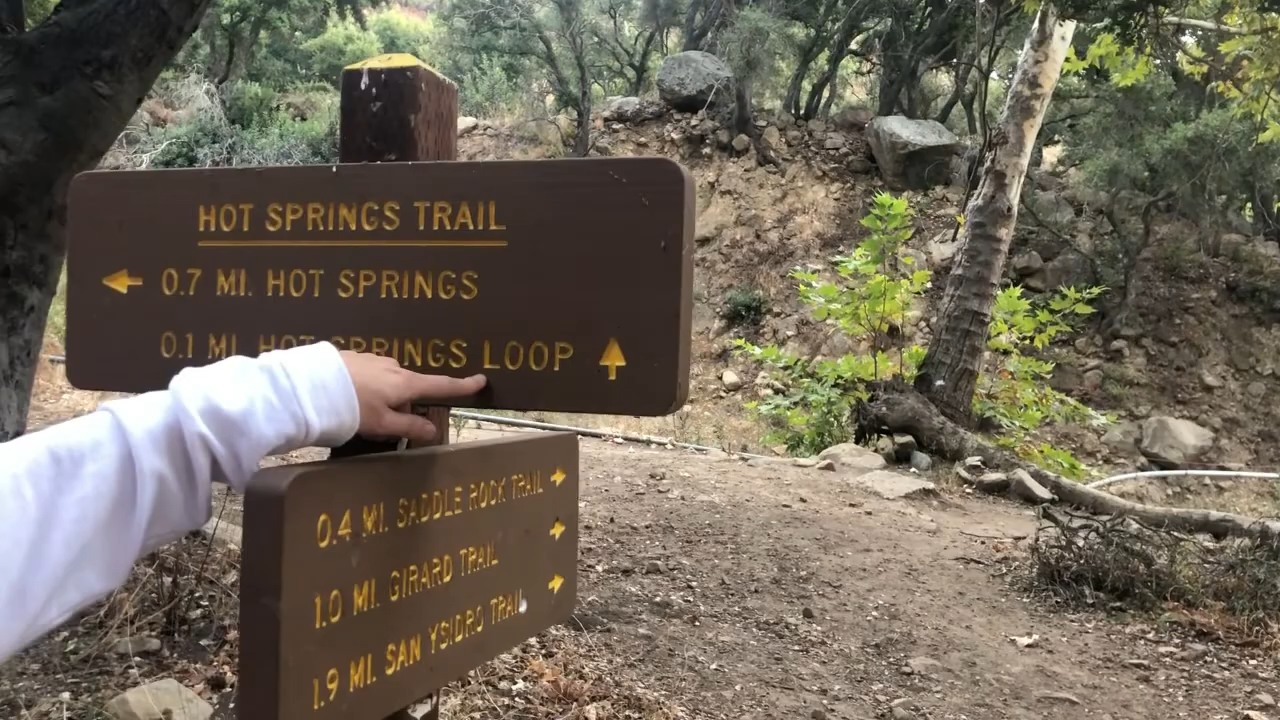 HOT SPRINGS TRAIL
0.7 MI. HOT SPRINGS
0.1 MI. HOT SPRINGS LOOP
0.4 MI. SADDLE ROCK TRAIL
1.0 MI. GIRARD TRAIL
1.9 MI. SAN YSIDRO TRAIL